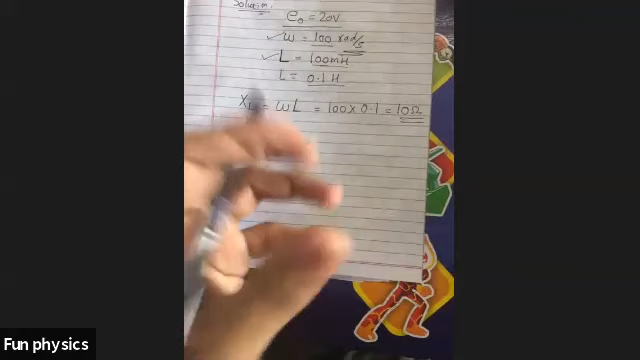 Solution:
e₀ = 20V
✓ ω = 100 rad/s
✓ L = 100mH
L = 0.1 H
X_L = ωL = 100 × 0.1 = 10Ω
Fun physics